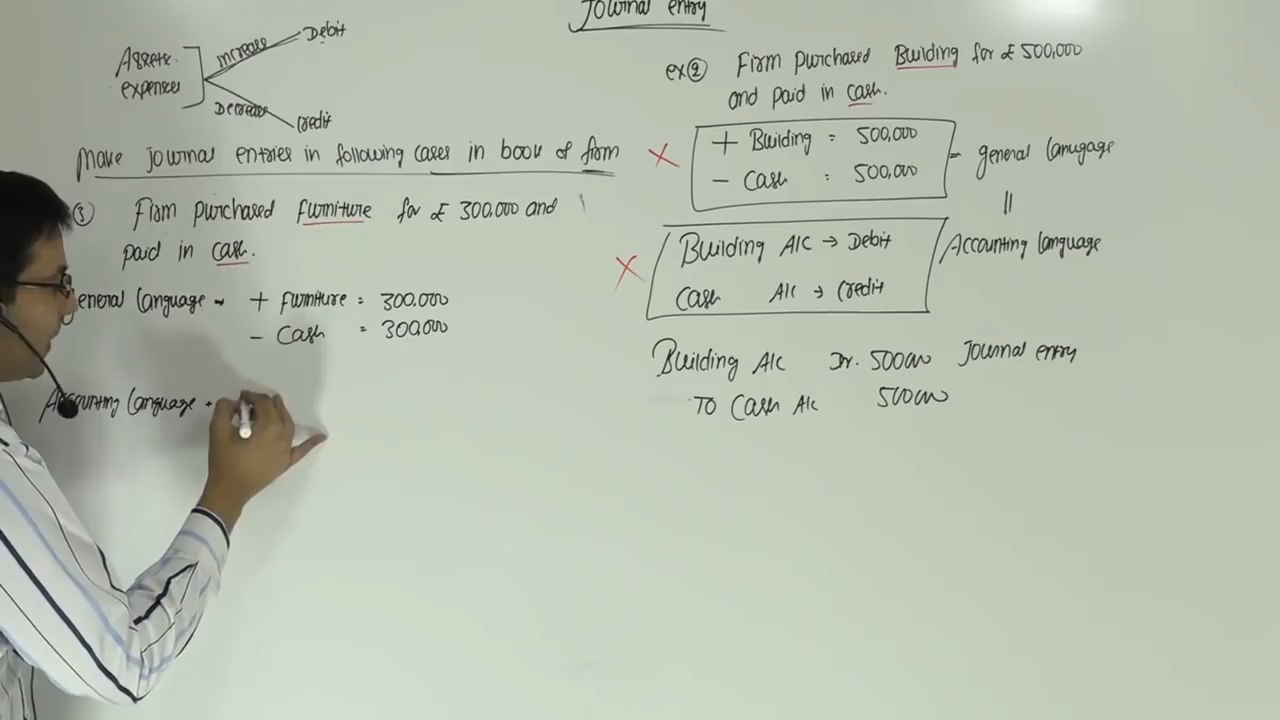 Journal entry
Assets
expenses
Increase
Debit
Decrease
Credit
Make Journal entries in following cases in book of firm
3 Firm purchased furniture for £ 300,000 and
paid in cash.
eneral language - + furniture = 300,000
- Cash = 300,000
Accounting language -
ex 2 Firm purchased Building for £ 500,000
and paid in cash.
X + Building = 500,000
- Cash = 500,000
= general lanugage
=
X Building A/C → Debit
Cash A/C → Credit
Accounting language
Building A/C Dr. 500000 Journal entry
To Cash A/C 500000